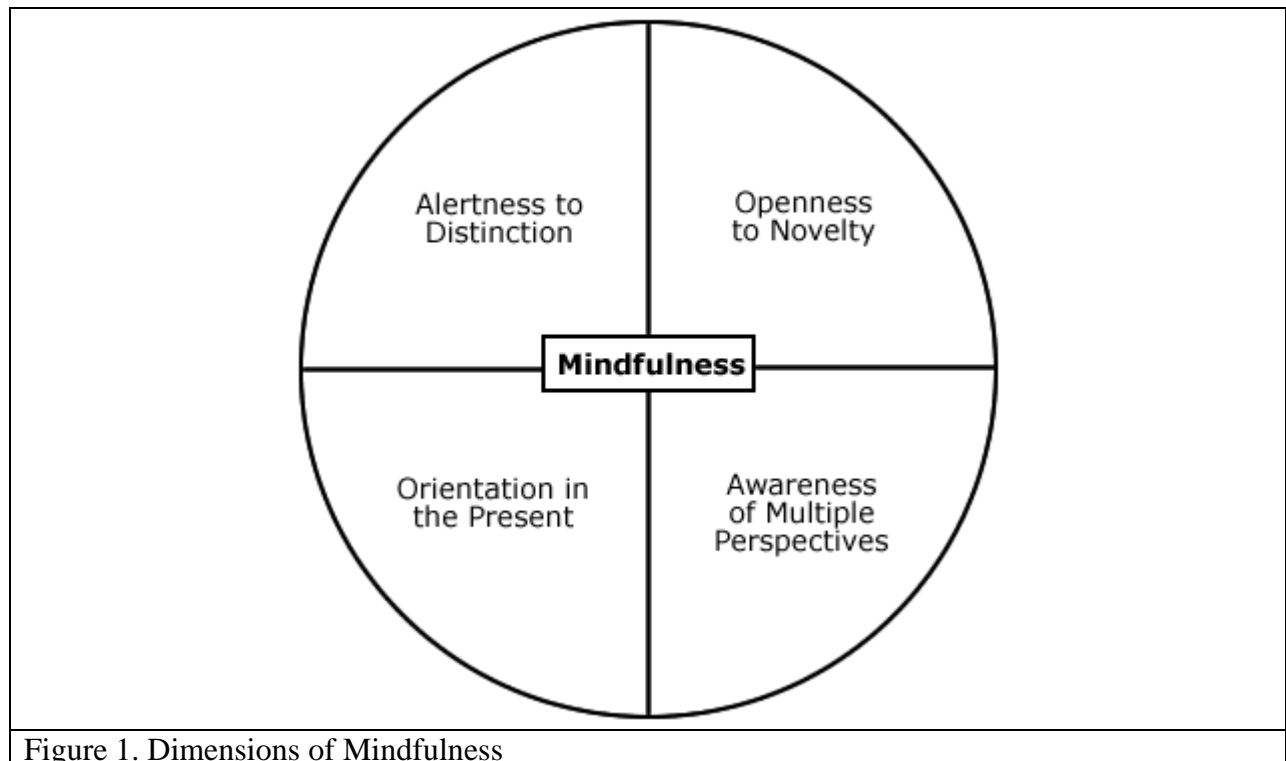 Alertness to
Distinction
Openness
to Novelty
Mindfulness
Orientation in
the Present
Awareness
of Multiple
Perspectives
Figure 1. Dimensions of Mindfulness